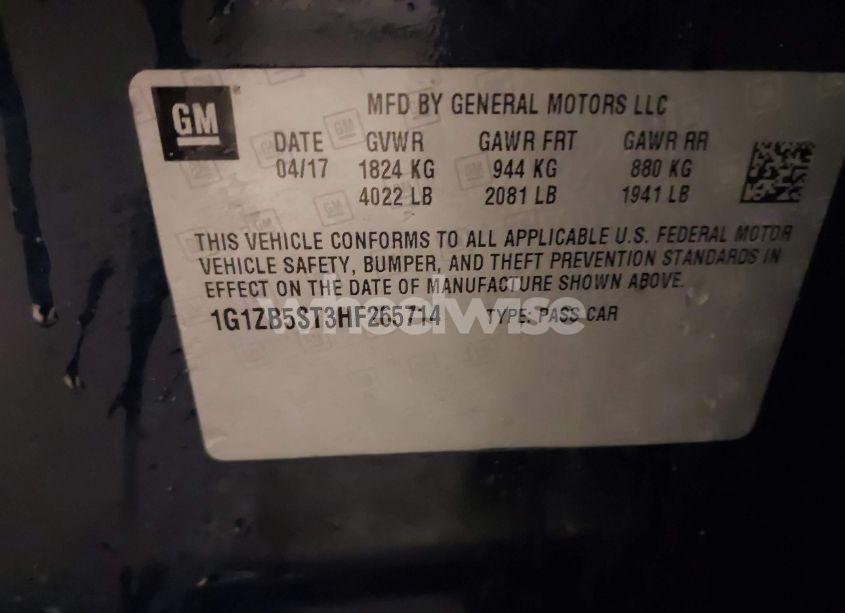 GM
MFD BY GENERAL MOTORS LLC
DATE GVWR GAWR FRT GAWR RR
04/17 1824 KG 944 KG 880 KG
4022 LB 2081 LB 1941 LB
THIS VEHICLE CONFORMS TO ALL APPLICABLE U.S. FEDERAL MOTOR
VEHICLE SAFETY, BUMPER, AND THEFT PREVENTION STANDARDS IN
EFFECT ON THE DATE OF MANUFACTURE SHOWN ABOVE.
1G1ZB5ST3HF265714 TYPE: PASS CAR
wheelwise